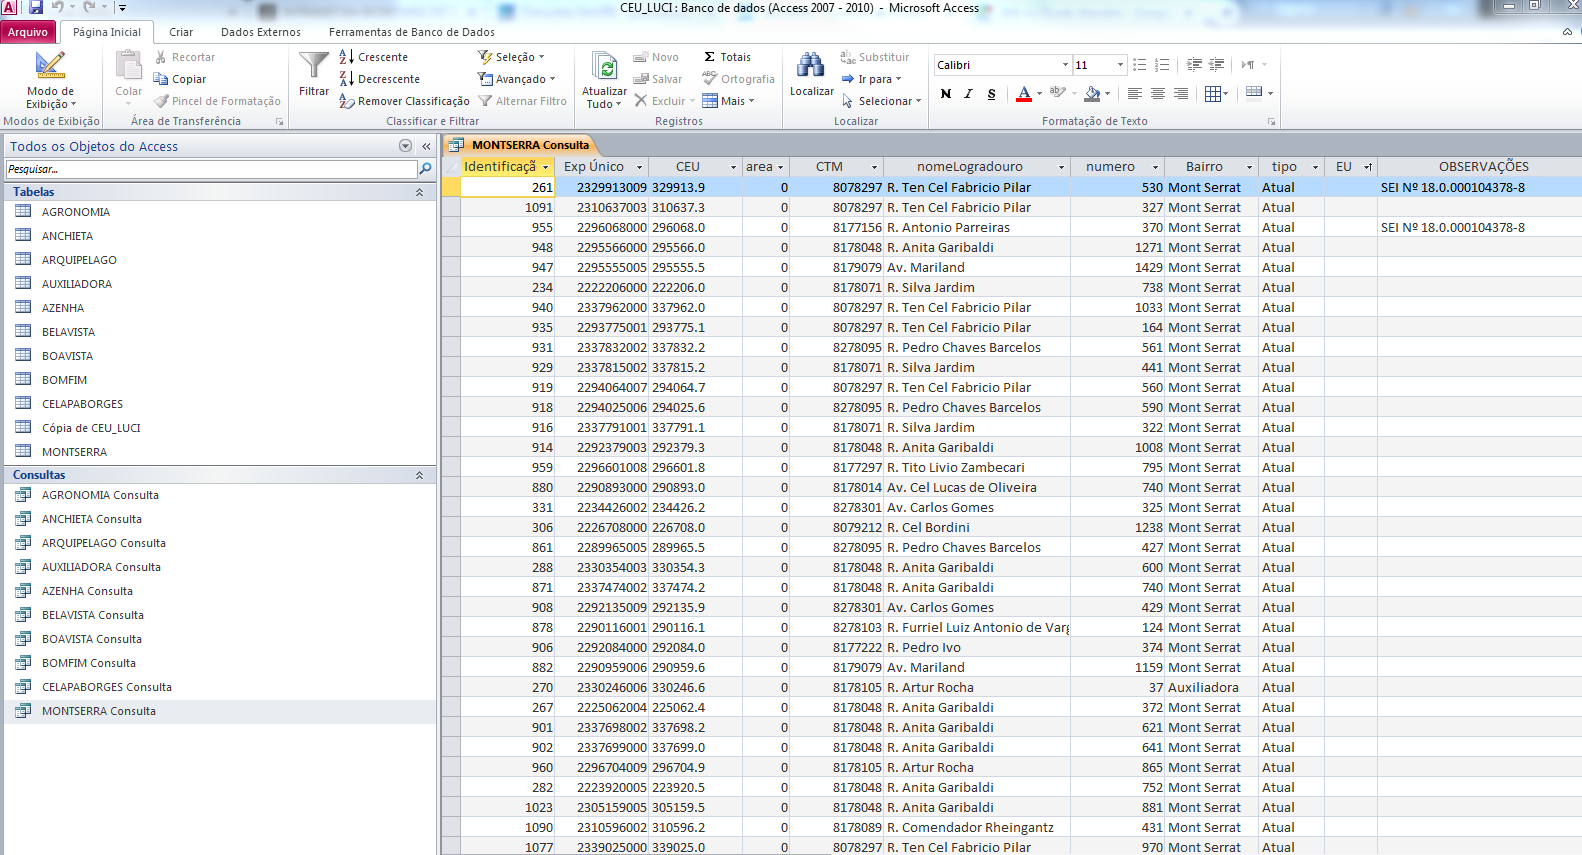 CEU_LUCI : Banco de dados (Access 2007 - 2010) - Microsoft Access
Arquivo Página Inicial Criar Dados Externos Ferramentas de Banco de Dados
Modo de Exibição
Modos de Exibição
Colar
Recortar
Copiar
Pincel de Formatação
Área de Transferência
Filtrar
Crescente
Decrescente
Remover Classificação
Seleção
Avançado
Alternar Filtro
Classificar e Filtrar
Atualizar Tudo
Novo
Salvar
Excluir
Totais
Ortografia
Mais
Registros
Localizar
Substituir
Ir para
Selecionar
Localizar
Calibri 11
N I S A
Formatação de Texto
Todos os Objetos do Access
Pesquisar...
Tabelas
AGRONOMIA
ANCHIETA
ARQUIPELAGO
AUXILIADORA
AZENHA
BELAVISTA
BOAVISTA
BOMFIM
CELAPABORGES
Cópia de CEU_LUCI
MONTSERRA
Consultas
AGRONOMIA Consulta
ANCHIETA Consulta
ARQUIPELAGO Consulta
AUXILIADORA Consulta
AZENHA Consulta
BELAVISTA Consulta
BOAVISTA Consulta
BOMFIM Consulta
CELAPABORGES Consulta
MONTSERRA Consulta
MONTSERRA Consulta
Identificaçã Exp Único CEU area CTM nomeLogradouro numero Bairro tipo EU OBSERVAÇÕES
261 2329913009 329913.9 0 8078297 R. Ten Cel Fabricio Pilar 530 Mont Serrat Atual SEI Nº 18.0.000104378-8
1091 2310637003 310637.3 0 8078297 R. Ten Cel Fabricio Pilar 327 Mont Serrat Atual
955 2296068000 296068.0 0 8177156 R. Antonio Parreiras 370 Mont Serrat Atual SEI Nº 18.0.000104378-8
948 2295566000 295566.0 0 8178048 R. Anita Garibaldi 1271 Mont Serrat Atual
947 2295555005 295555.5 0 8179079 Av. Mariland 1429 Mont Serrat Atual
234 2222206000 222206.0 0 8178071 R. Silva Jardim 738 Mont Serrat Atual
940 2337962000 337962.0 0 8078297 R. Ten Cel Fabricio Pilar 1033 Mont Serrat Atual
935 2293775001 293775.1 0 8078297 R. Ten Cel Fabricio Pilar 164 Mont Serrat Atual
931 2337832002 337832.2 0 8278095 R. Pedro Chaves Barcelos 561 Mont Serrat Atual
929 2337815002 337815.2 0 8178071 R. Silva Jardim 441 Mont Serrat Atual
919 2294064007 294064.7 0 8078297 R. Ten Cel Fabricio Pilar 560 Mont Serrat Atual
918 2294025006 294025.6 0 8278095 R. Pedro Chaves Barcelos 590 Mont Serrat Atual
916 2337791001 337791.1 0 8178071 R. Silva Jardim 322 Mont Serrat Atual
914 2292379003 292379.3 0 8178048 R. Anita Garibaldi 1008 Mont Serrat Atual
959 2296601008 296601.8 0 8177297 R. Tito Livio Zambecari 795 Mont Serrat Atual
880 2290893000 290893.0 0 8178014 Av. Cel Lucas de Oliveira 740 Mont Serrat Atual
331 2234426002 234426.2 0 8278301 Av. Carlos Gomes 325 Mont Serrat Atual
306 2226708000 226708.0 0 8079212 R. Cel Bordini 1238 Mont Serrat Atual
861 2289965005 289965.5 0 8278095 R. Pedro Chaves Barcelos 427 Mont Serrat Atual
288 2330354003 330354.3 0 8178048 R. Anita Garibaldi 600 Mont Serrat Atual
871 2337474002 337474.2 0 8178048 R. Anita Garibaldi 740 Mont Serrat Atual
908 2292135009 292135.9 0 8278301 Av. Carlos Gomes 429 Mont Serrat Atual
878 2290116001 290116.1 0 8278103 R. Furriel Luiz Antonio de Varg 124 Mont Serrat Atual
906 2292084000 292084.0 0 8177222 R. Pedro Ivo 374 Mont Serrat Atual
882 2290959006 290959.6 0 8179079 Av. Mariland 1159 Mont Serrat Atual
270 2330246006 330246.6 0 8178105 R. Artur Rocha 37 Auxiliadora Atual
267 2225062004 225062.4 0 8178048 R. Anita Garibaldi 372 Mont Serrat Atual
901 2337698002 337698.2 0 8178048 R. Anita Garibaldi 621 Mont Serrat Atual
902 2337699000 337699.0 0 8178048 R. Anita Garibaldi 641 Mont Serrat Atual
960 2296704009 296704.9 0 8178105 R. Artur Rocha 865 Mont Serrat Atual
282 2223920005 223920.5 0 8178048 R. Anita Garibaldi 752 Mont Serrat Atual
1023 2305159005 305159.5 0 8178048 R. Anita Garibaldi 881 Mont Serrat Atual
1090 2310596002 310596.2 0 8178089 R. Comendador Rheingantz 431 Mont Serrat Atual
1077 2339025000 339025.0 0 8078297 R. Ten Cel Fabricio Pilar 970 Mont Serrat Atual